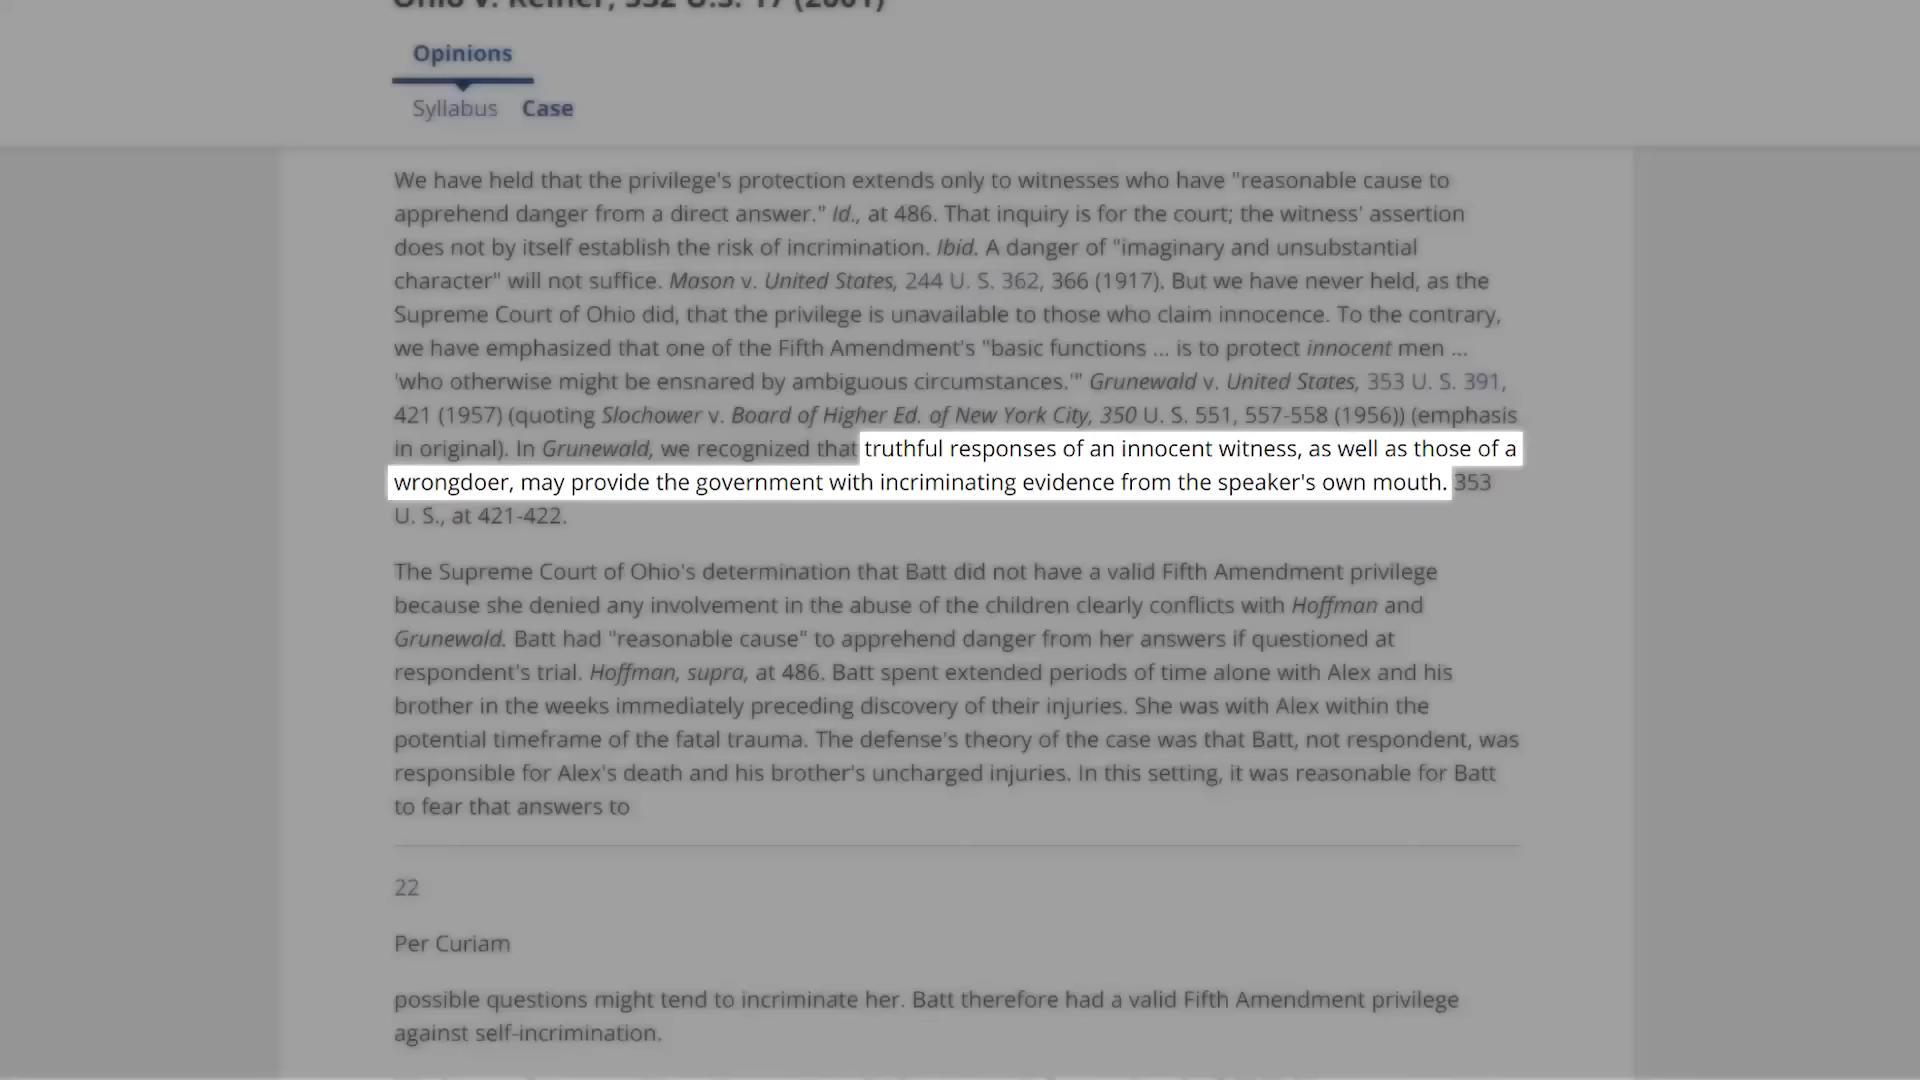 Ohio v. Reiner, 532 U.S. 17 (2001)
Opinions
Syllabus Case
We have held that the privilege's protection extends only to witnesses who have "reasonable cause to
apprehend danger from a direct answer." Id., at 486. That inquiry is for the court; the witness' assertion
does not by itself establish the risk of incrimination. Ibid. A danger of "imaginary and unsubstantial
character" will not suffice. Mason v. United States, 244 U. S. 362, 366 (1917). But we have never held, as the
Supreme Court of Ohio did, that the privilege is unavailable to those who claim innocence. To the contrary,
we have emphasized that one of the Fifth Amendment's "basic functions ... is to protect innocent men ...
'who otherwise might be ensnared by ambiguous circumstances.'" Grunewald v. United States, 353 U. S. 391,
421 (1957) (quoting Slochower v. Board of Higher Ed. of New York City, 350 U. S. 551, 557-558 (1956)) (emphasis
in original). In Grunewald, we recognized that truthful responses of an innocent witness, as well as those of a
wrongdoer, may provide the government with incriminating evidence from the speaker's own mouth. 353
U. S., at 421-422.
The Supreme Court of Ohio's determination that Batt did not have a valid Fifth Amendment privilege
because she denied any involvement in the abuse of the children clearly conflicts with Hoffman and
Grunewald. Batt had "reasonable cause" to apprehend danger from her answers if questioned at
respondent's trial. Hoffman, supra, at 486. Batt spent extended periods of time alone with Alex and his
brother in the weeks immediately preceding discovery of their injuries. She was with Alex within the
potential timeframe of the fatal trauma. The defense's theory of the case was that Batt, not respondent, was
responsible for Alex's death and his brother's uncharged injuries. In this setting, it was reasonable for Batt
to fear that answers to
22
Per Curiam
possible questions might tend to incriminate her. Batt therefore had a valid Fifth Amendment privilege
against self-incrimination.